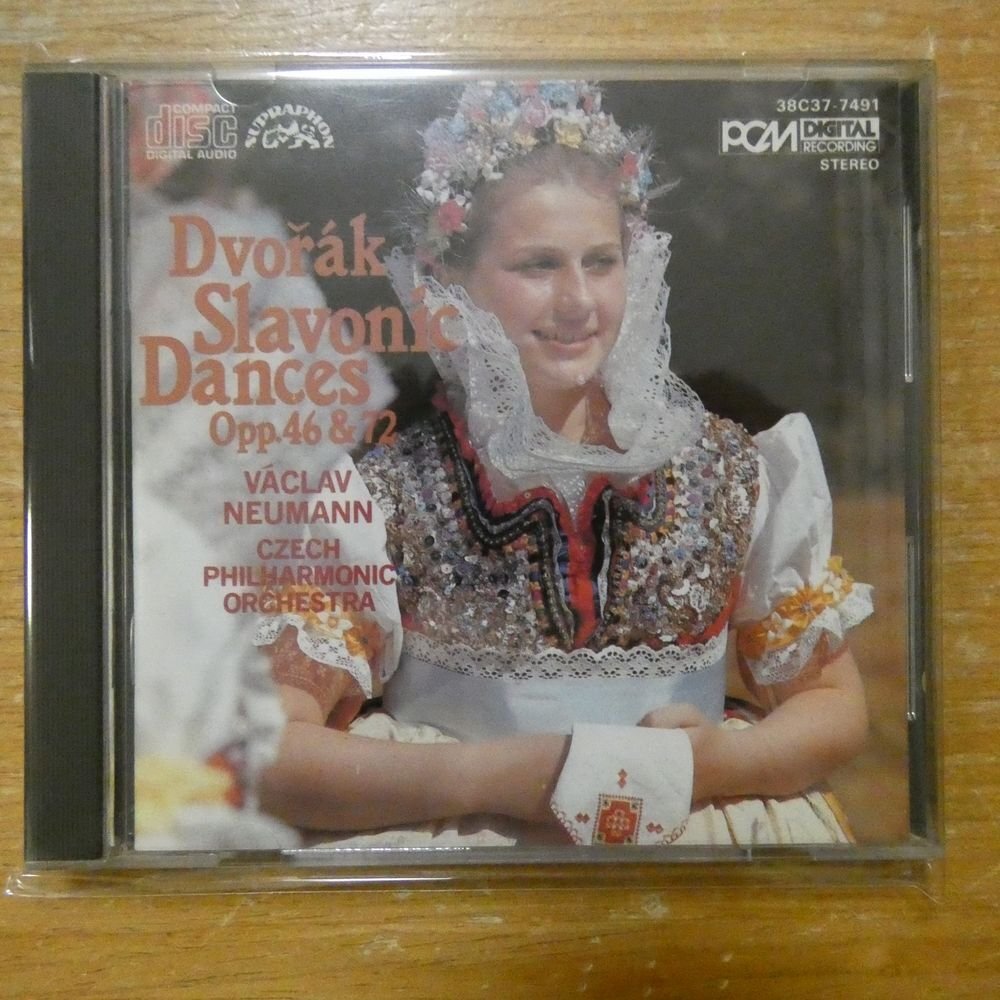 COMPACT
disc
DIGITAL AUDIO
SUPRAPHON
38C37-7491
PCM DIGITAL
RECORDING
STEREO
Dvořák
Slavonic
Dances
Opp.46 & 72
VÁCLAV
NEUMANN
CZECH
PHILHARMONIC
ORCHESTRA